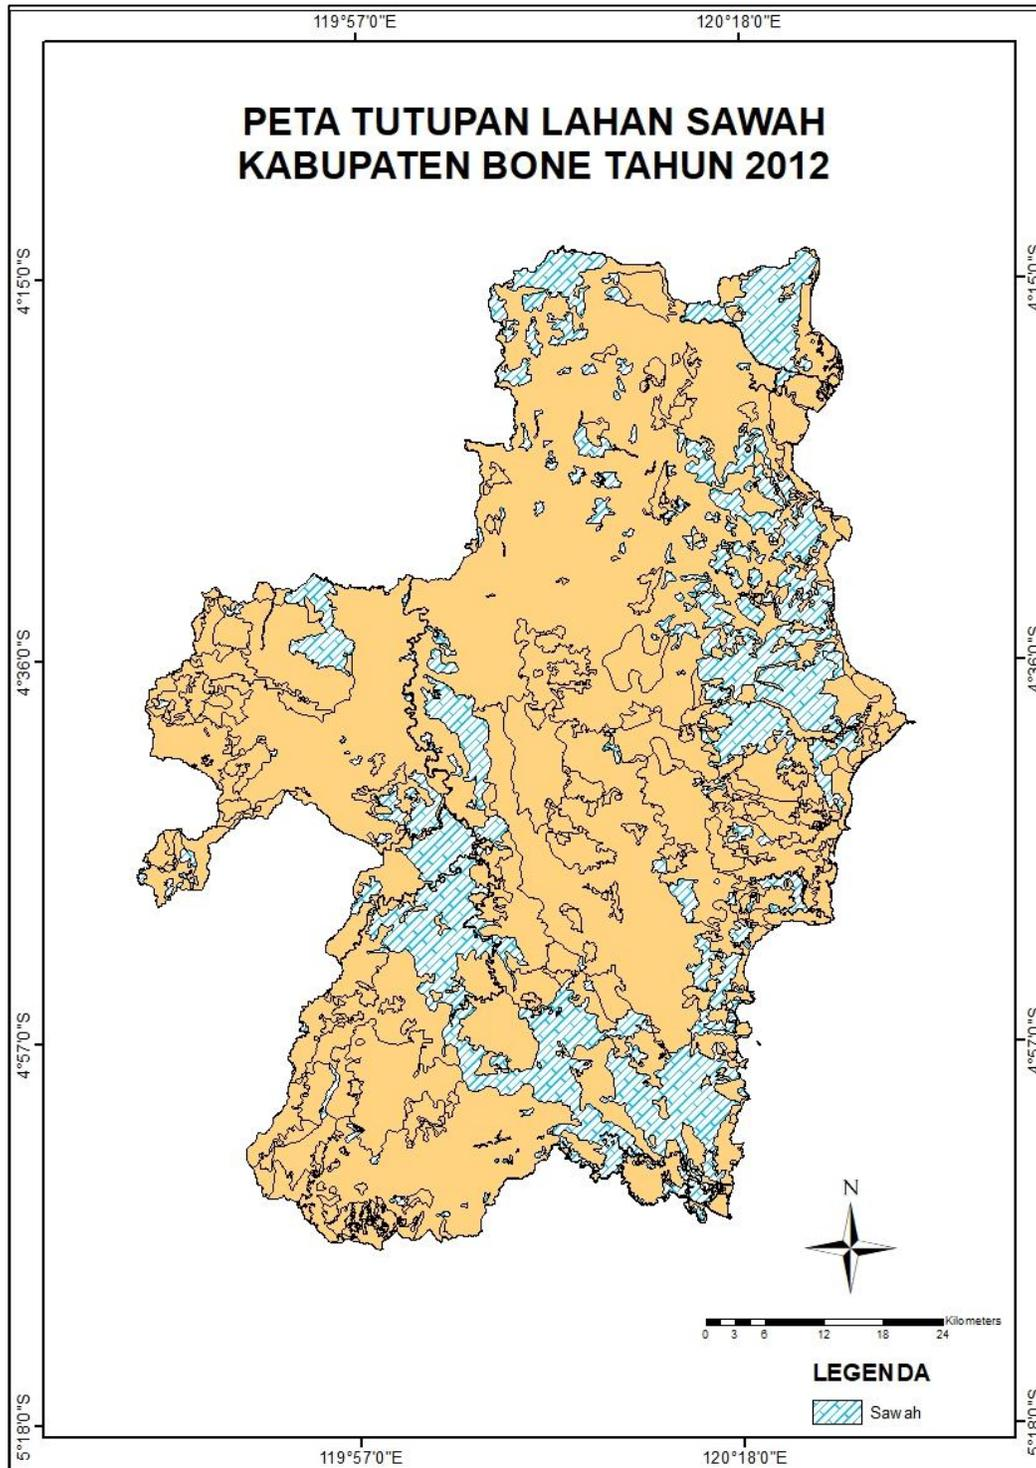 119°57'0"E 120°18'0"E
PETA TUTUPAN LAHAN SAWAH
KABUPATEN BONE TAHUN 2012
4°15'0"S 4°15'0"S
4°36'0"S 4°36'0"S
4°57'0"S 4°57'0"S
N
Kilometers
0 3 6 12 18 24
LEGENDA
Sawah
5°18'0"S 5°18'0"S
119°57'0"E 120°18'0"E